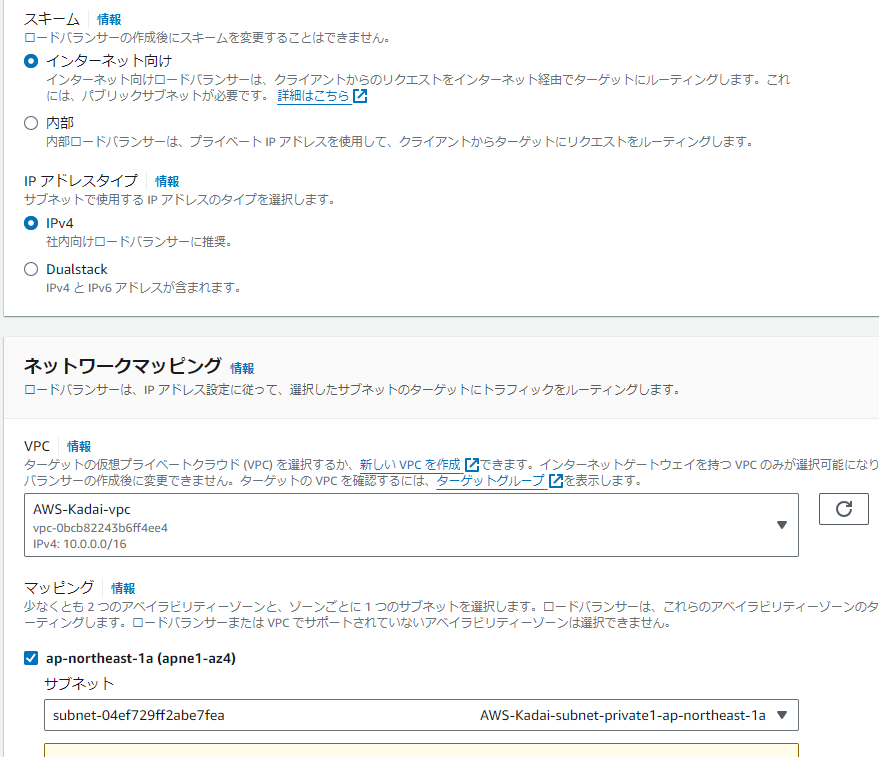 スキーム 情報
ロードバランサーの作成後にスキームを変更することはできません。
インターネット向け
インターネット向けロードバランサーは、クライアントからのリクエストをインターネット経由でターゲットにルーティングします。これ
には、パブリックサブネットが必要です。 詳細はこちら
内部
内部ロードバランサーは、プライベート IP アドレスを使用して、クライアントからターゲットにリクエストをルーティングします。
IP アドレスタイプ 情報
サブネットで使用する IP アドレスのタイプを選択します。
IPv4
社内向けロードバランサーに推奨。
Dualstack
IPv4 と IPv6 アドレスが含まれます。
ネットワークマッピング 情報
ロードバランサーは、IP アドレス設定に従って、選択したサブネットのターゲットにトラフィックをルーティングします。
VPC 情報
ターゲットの仮想プライベートクラウド (VPC) を選択するか、新しい VPC を作成できます。インターネットゲートウェイを持つ VPC のみが選択可能になり
バランサーの作成後に変更できません。ターゲットの VPC を確認するには、ターゲットグループを表示します。
AWS-Kadai-vpc
vpc-0bcb82243b6ff4ee4
IPv4: 10.0.0.0/16
マッピング 情報
少なくとも 2 つのアベイラビリティーゾーンと、ゾーンごとに 1 つのサブネットを選択します。ロードバランサーは、これらのアベイラビリティーゾーンのタ
ーティングします。ロードバランサーまたは VPC でサポートされていないアベイラビリティーゾーンは選択できません。
ap-northeast-1a (apne1-az4)
サブネット
subnet-04ef729ff2abe7fea AWS-Kadai-subnet-private1-ap-northeast-1a